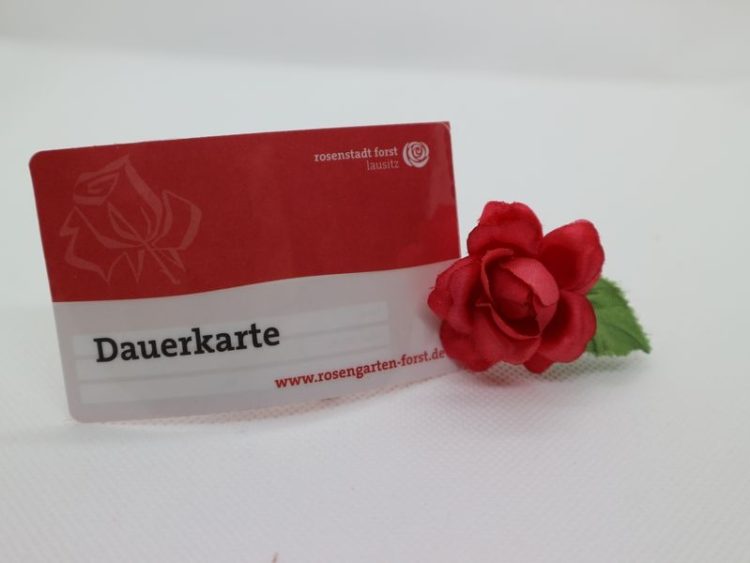 rosenstadt forst
lausitz
Dauerkarte
www.rosengarten-forst.de